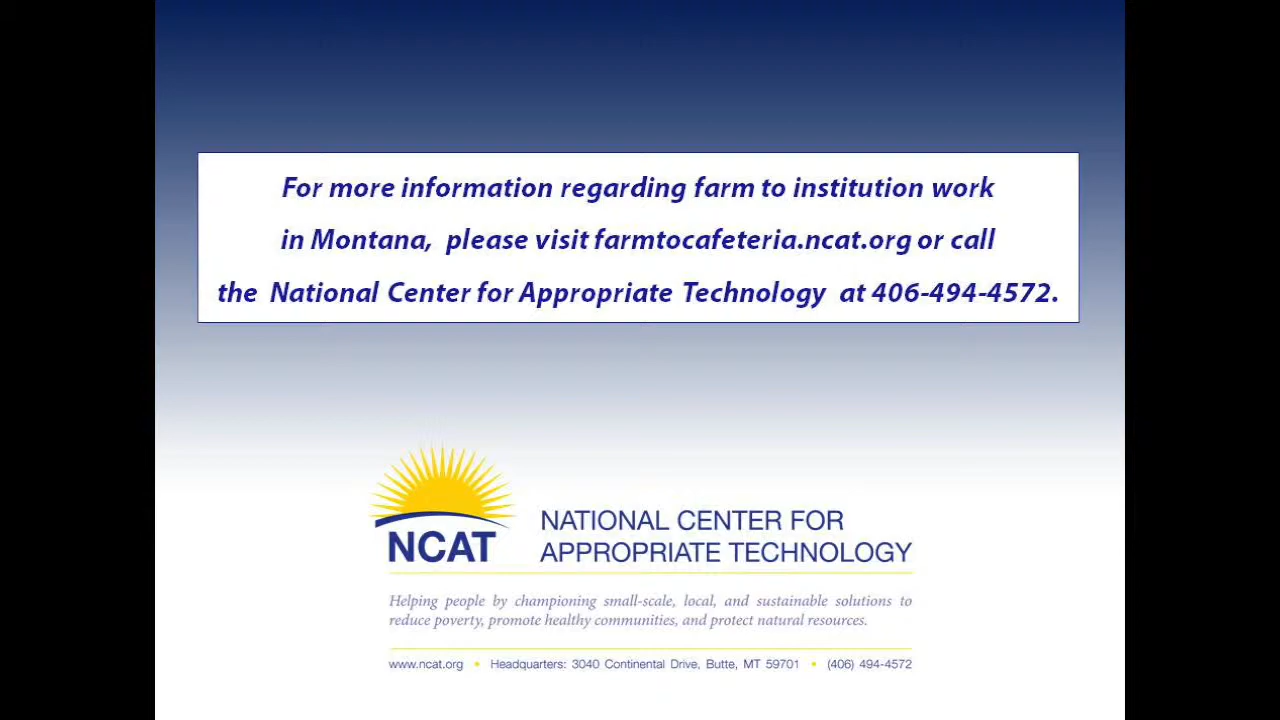 For more information regarding farm to institution work
in Montana, please visit farmtocafeteria.ncat.org or call
the National Center for Appropriate Technology at 406-494-4572.
NCAT
NATIONAL CENTER FOR
APPROPRIATE TECHNOLOGY
Helping people by championing small-scale, local, and sustainable solutions to
reduce poverty, promote healthy communities, and protect natural resources.
www.ncat.org • Headquarters: 3040 Continental Drive, Butte, MT 59701 • (406) 494-4572